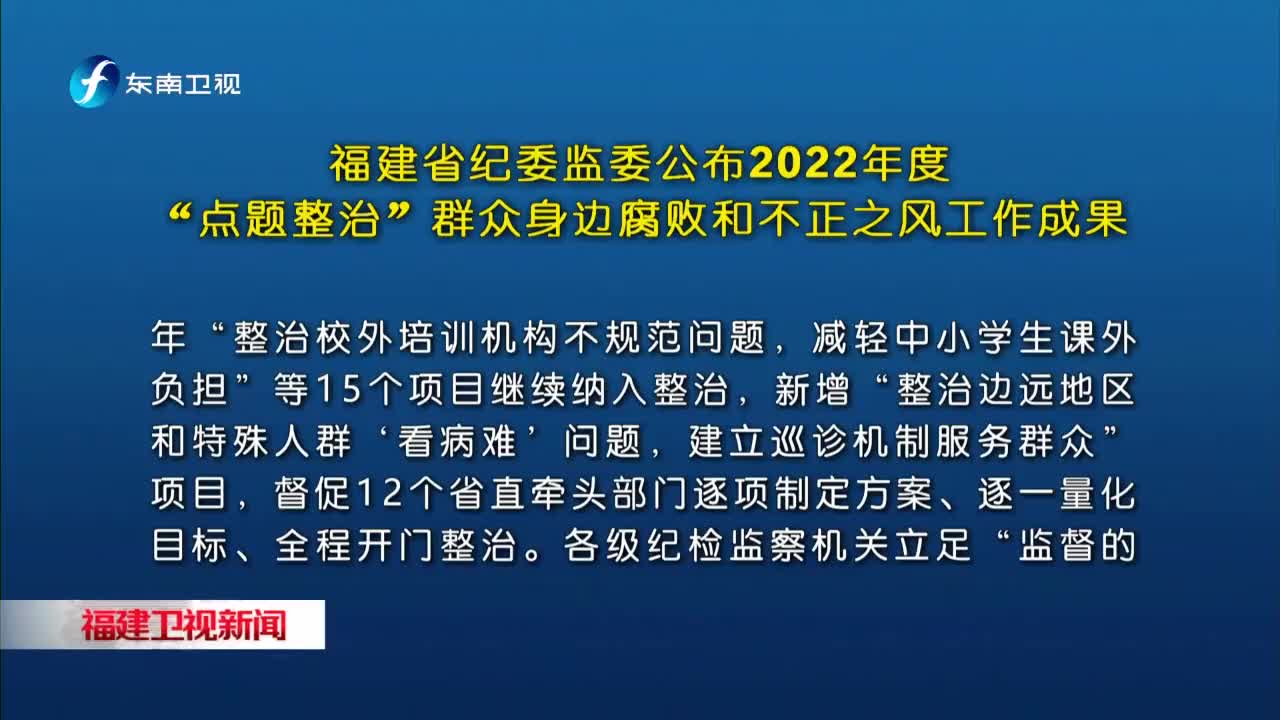 东南卫视
福建省纪委监委公布2022年度
“点题整治”群众身边腐败和不正之风工作成果
年“整治校外培训机构不规范问题，减轻中小学生课外
负担”等15个项目继续纳入整治，新增“整治边远地区
和特殊人群‘看病难’问题，建立巡诊机制服务群众”
项目，督促12个省直牵头部门逐项制定方案、逐一量化
目标、全程开门整治。各级纪检监察机关立足“监督的
福建卫视新闻